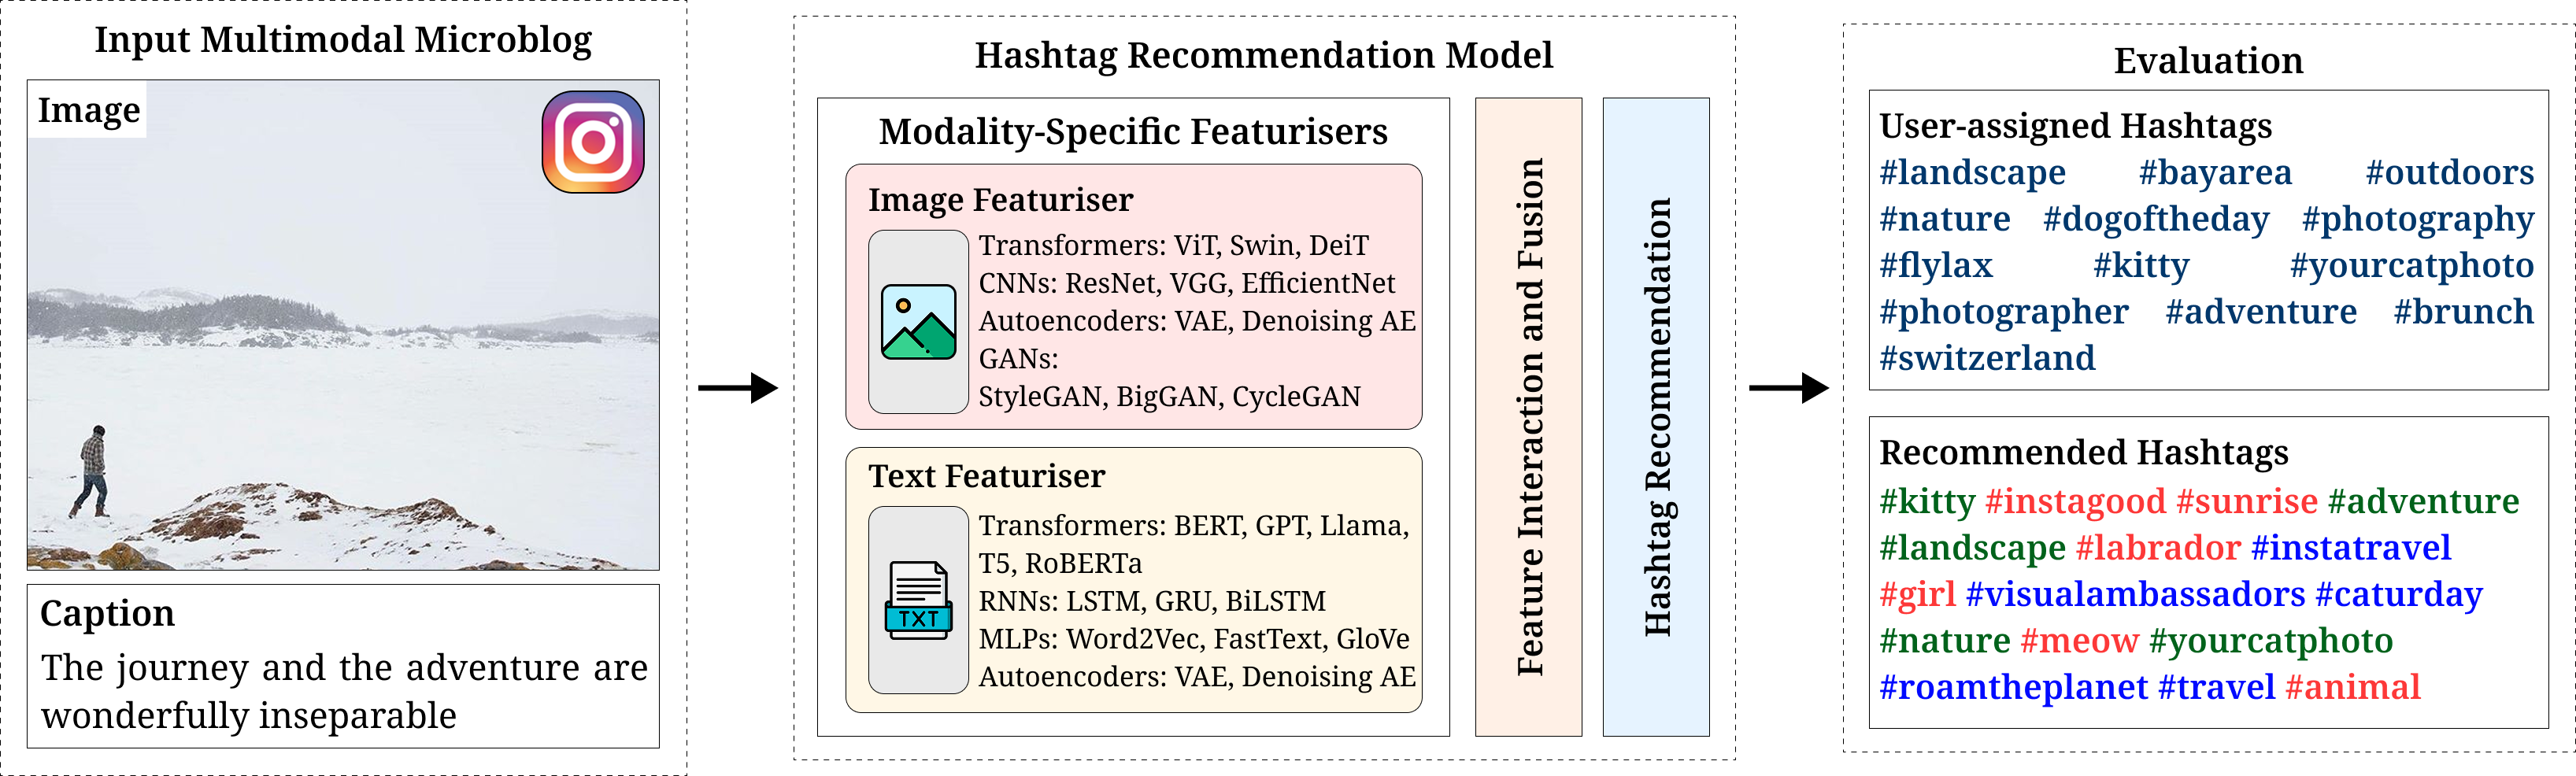 Input Multimodal Microblog
Image
Caption
The journey and the adventure are
wonderfully inseparable
Hashtag Recommendation Model
Modality-Specific Featurisers
Image Featuriser
Transformers: ViT, Swin, DeiT
CNNs: ResNet, VGG, EfficientNet
Autoencoders: VAE, Denoising AE
GANs:
StyleGAN, BigGAN, CycleGAN
Text Featuriser
TXT
Transformers: BERT, GPT, Llama,
T5, RoBERTa
RNNs: LSTM, GRU, BiLSTM
MLPs: Word2Vec, FastText, GloVe
Autoencoders: VAE, Denoising AE
Feature Interaction and Fusion
Hashtag Recommendation
Evaluation
User-assigned Hashtags
#landscape #bayarea #outdoors
#nature #dogoftheday #photography
#flylax #kitty #yourcatphoto
#photographer #adventure #brunch
#switzerland
Recommended Hashtags
#kitty #instagood #sunrise #adventure
#landscape #labrador #instatravel
#girl #visualambassadors #caturday
#nature #meow #yourcatphoto
#roamtheplanet #travel #animal